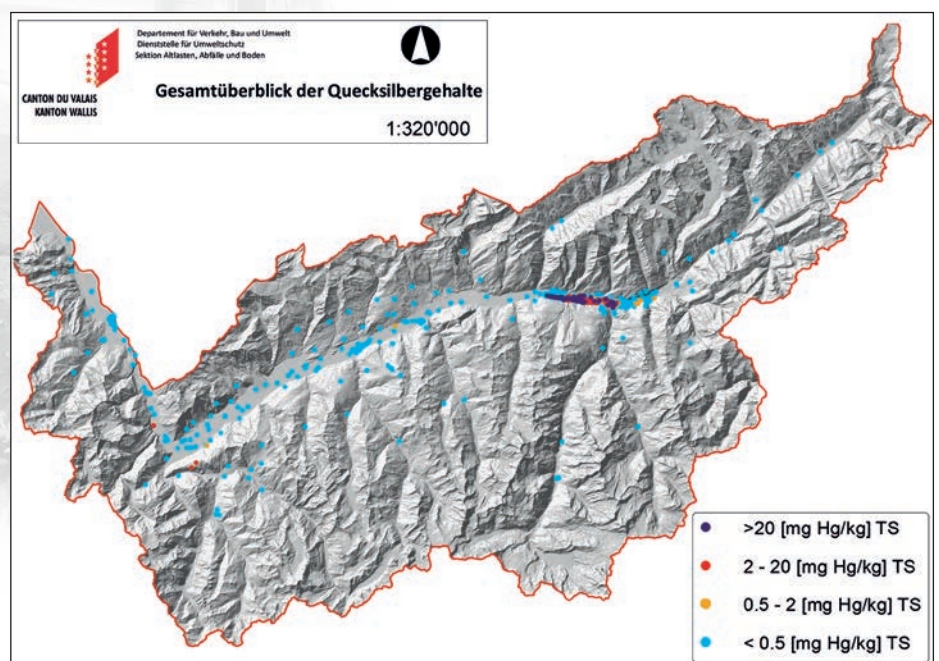 Departement für Verkehr, Bau und Umwelt
Dienststelle für Umweltschutz
Sektion Altlasten, Abfälle und Boden
CANTON DU VALAIS
KANTON WALLIS
Gesamtüberblick der Quecksilbergehalte
1:320'000
>20 [mg Hg/kg] TS
2 - 20 [mg Hg/kg] TS
0.5 - 2 [mg Hg/kg] TS
< 0.5 [mg Hg/kg] TS